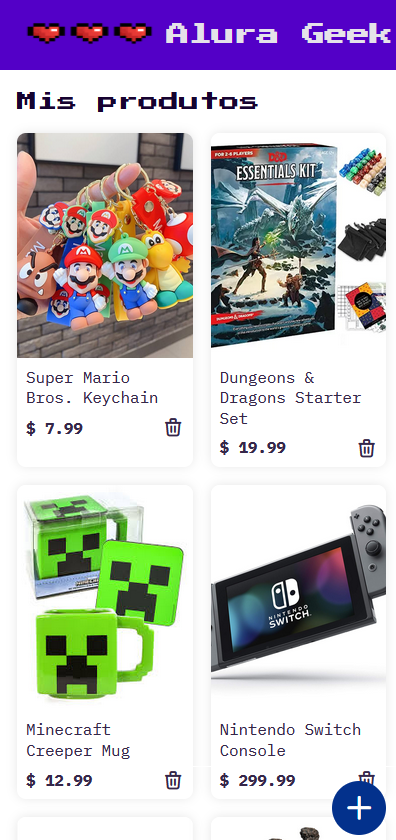 Alura Geek
Mis produtos
FOR 2-6 PLAYERS
D&D
ESSENTIALS KIT
DUNGEONS & DRAGONS
Super Mario
Bros. Keychain
$ 7.99
Dungeons &
Dragons Starter
Set
$ 19.99
NINTENDO
SWITCH
Minecraft
Creeper Mug
$ 12.99
Nintendo Switch
Console
$ 299.99